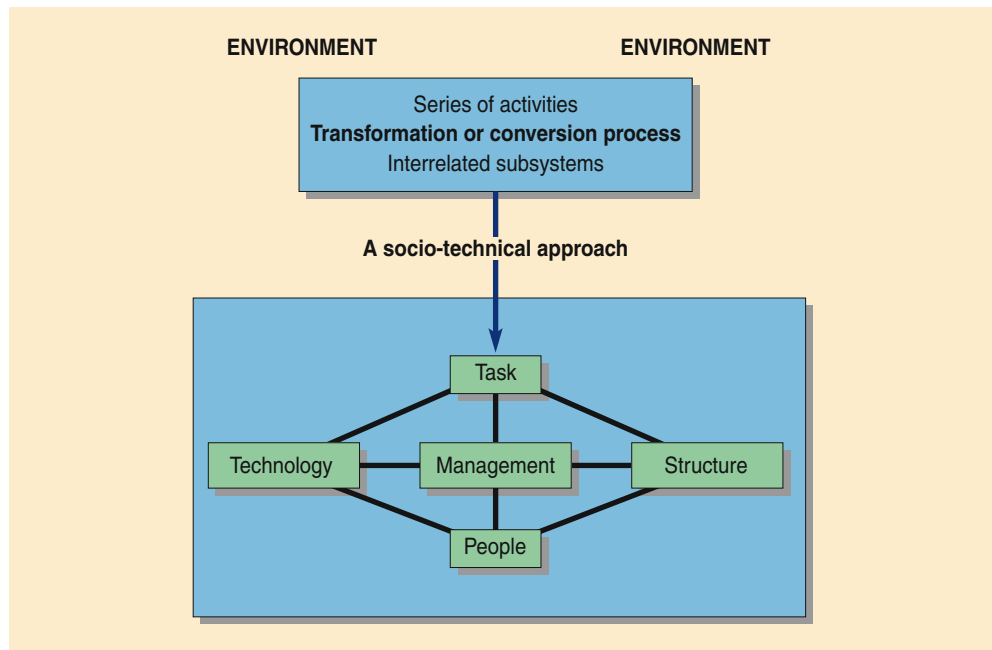 ENVIRONMENT ENVIRONMENT
Series of activities
Transformation or conversion process
Interrelated subsystems
A socio-technical approach
Task
Technology Management Structure
People